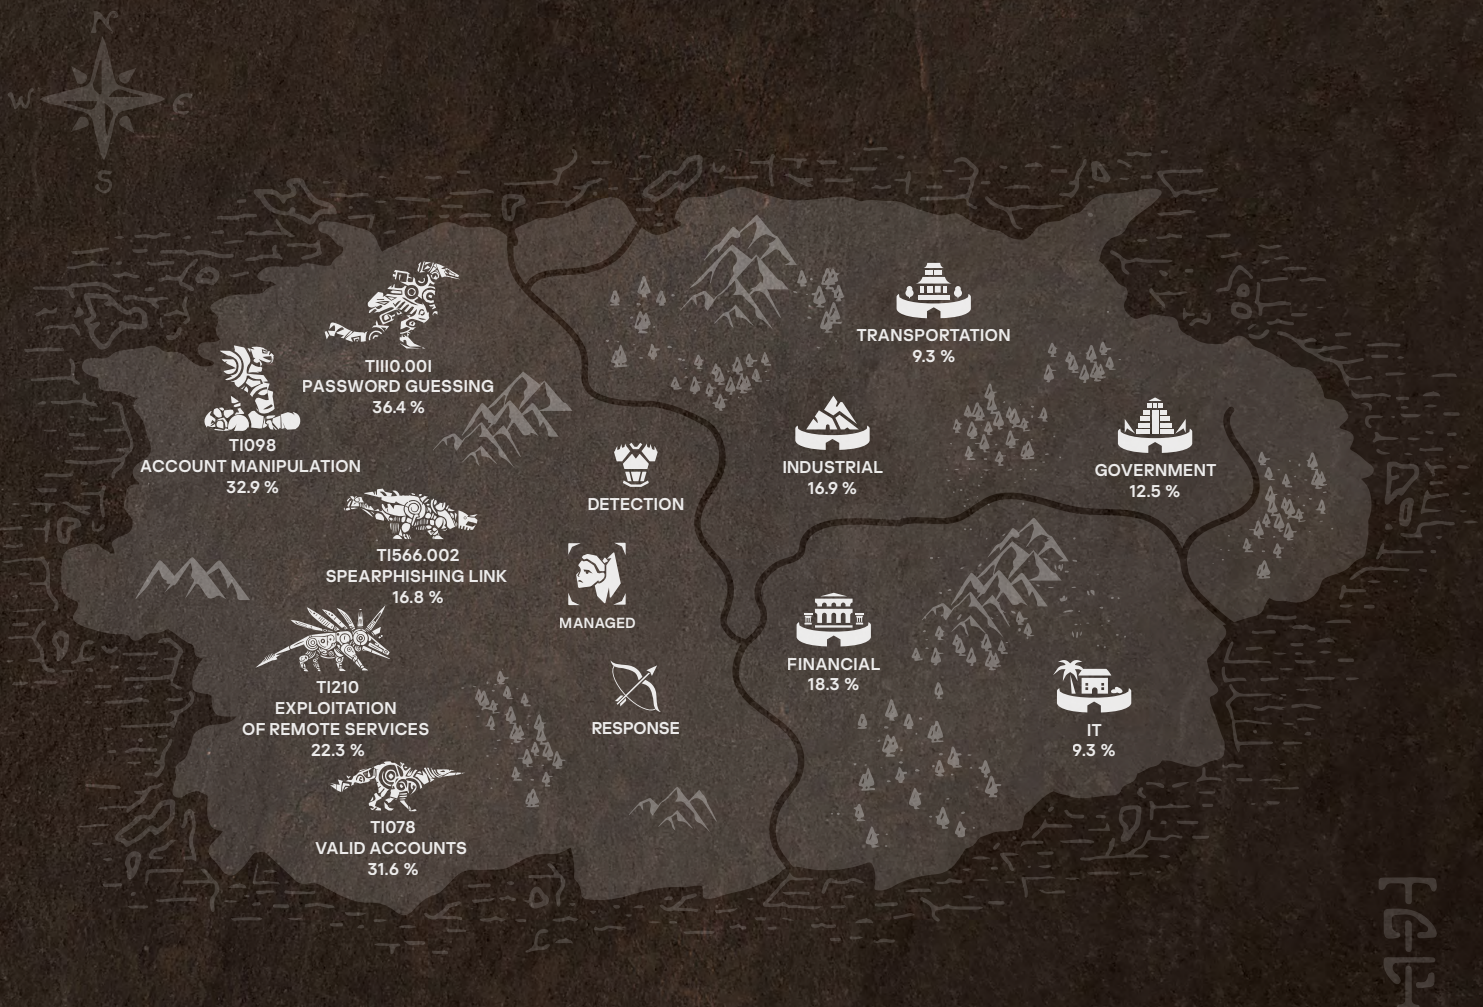 N
W
E
S
T1110.001
PASSWORD GUESSING
36.4 %
T1098
ACCOUNT MANIPULATION
32.9 %
T1566.002
SPEARPHISHING LINK
16.8 %
T1210
EXPLOITATION
OF REMOTE SERVICES
22.3 %
T1078
VALID ACCOUNTS
31.6 %
DETECTION
MANAGED
RESPONSE
TRANSPORTATION
9.3 %
INDUSTRIAL
16.9 %
GOVERNMENT
12.5 %
FINANCIAL
18.3 %
IT
9.3 %